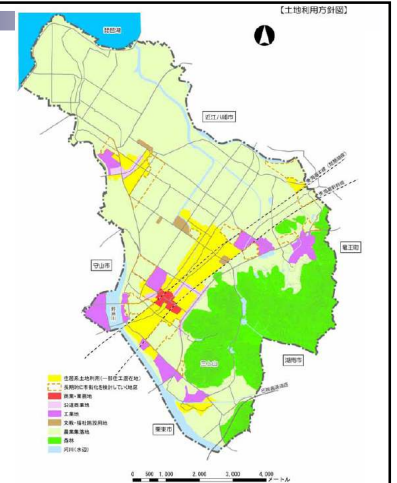 【土地利用方針図】
琵琶湖
近江八幡市
竜王町
守山市
湖南市
栗東市
住居系土地利用(一部住工混在地)
長期的に市街化を検討していく地区
商業・業務地
沿道商業地
工業地
文教・福祉施設用地
農業集落地
森林
河川(水辺)
0 500 1,000 2,000 3,000 4,000
メートル